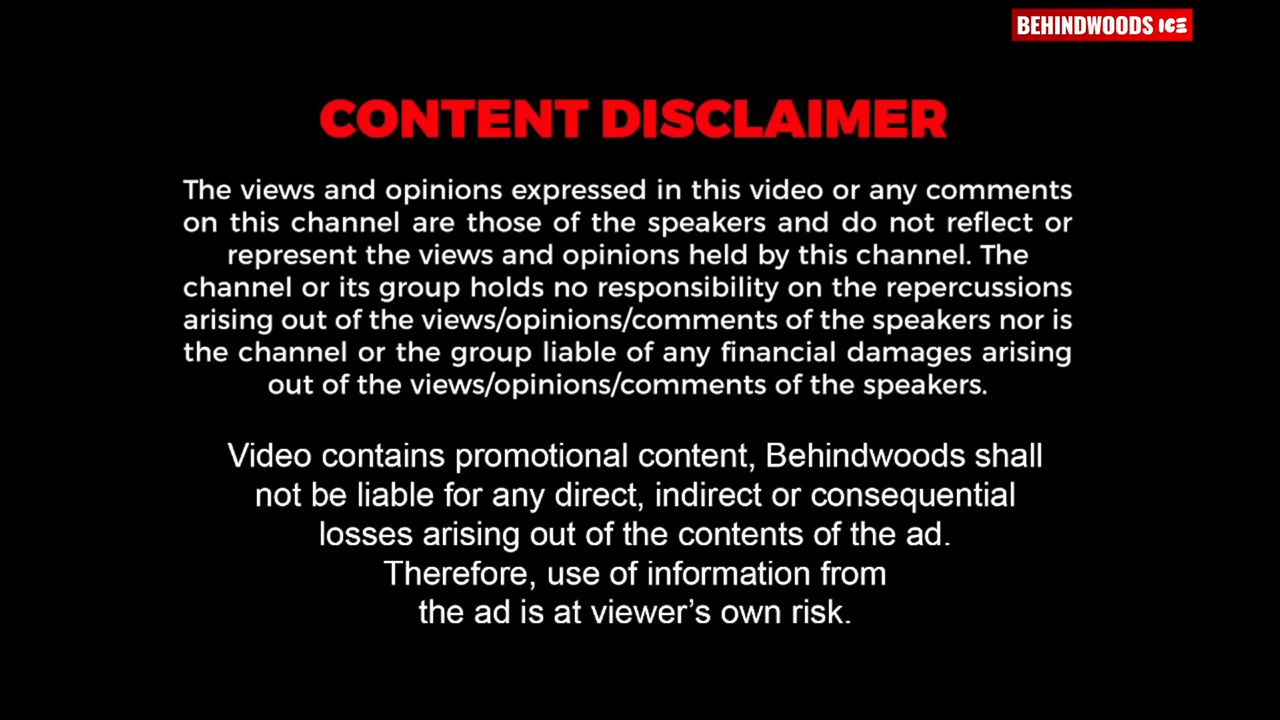 BEHINDWOODS ICE
CONTENT DISCLAIMER
The views and opinions expressed in this video or any comments
on this channel are those of the speakers and do not reflect or
represent the views and opinions held by this channel. The
channel or its group holds no responsibility on the repercussions
arising out of the views/opinions/comments of the speakers nor is
the channel or the group liable of any financial damages arising
out of the views/opinions/comments of the speakers.
Video contains promotional content, Behindwoods shall
not be liable for any direct, indirect or consequential
losses arising out of the contents of the ad.
Therefore, use of information from
the ad is at viewer’s own risk.